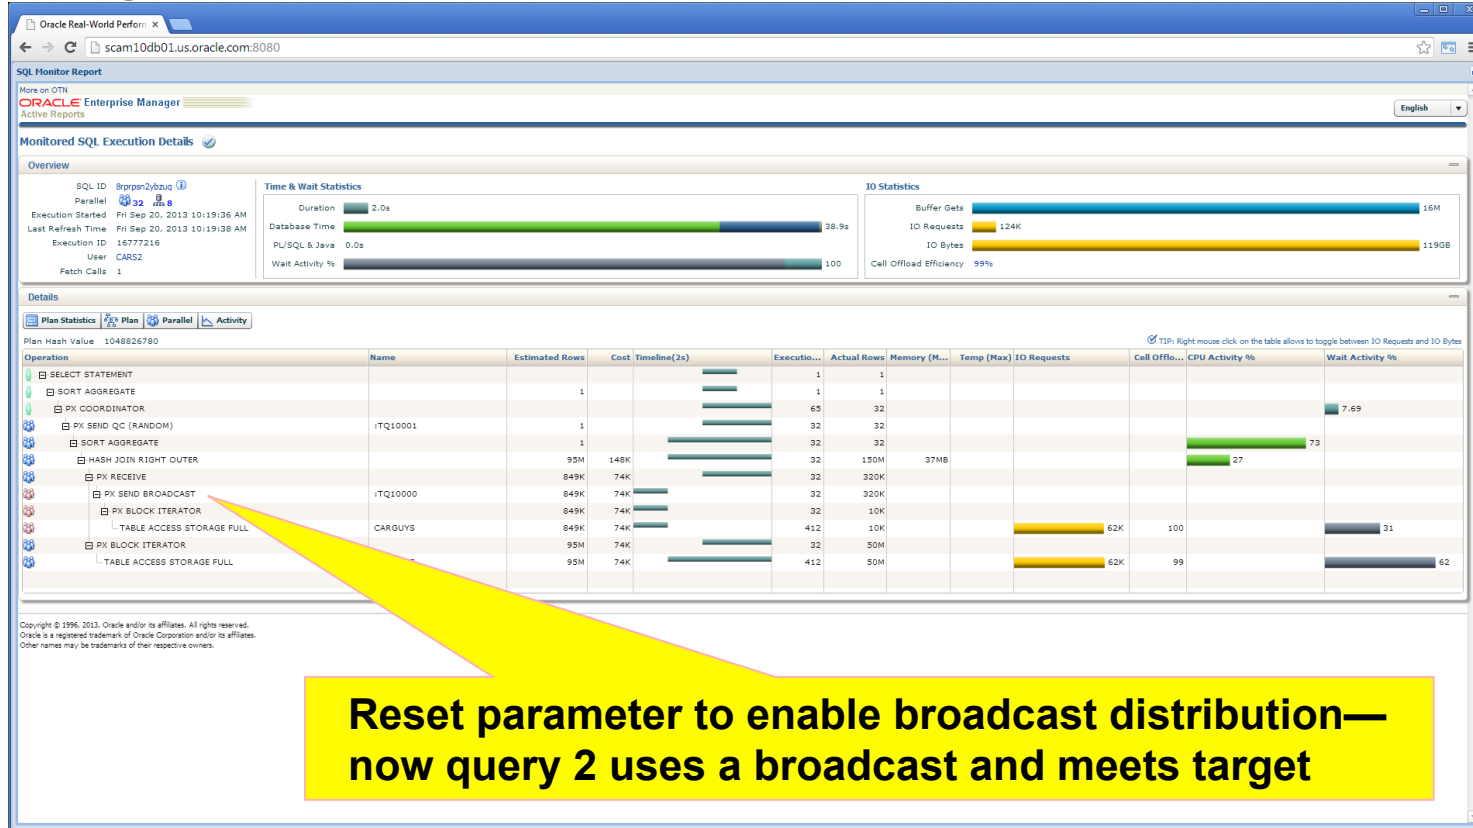 Oracle Real-World Perforn ×
scam10db01.us.oracle.com:8080
SQL Monitor Report
More on OTN
ORACLE Enterprise Manager
Active Reports
English
Monitored SQL Execution Details
Overview
SQL ID 8rprpsn2ybzuq
Parallel 32 8
Execution Started Fri Sep 20, 2013 10:19:36 AM
Last Refresh Time Fri Sep 20, 2013 10:19:38 AM
Execution ID 16777216
User CARS2
Fetch Calls 1
Time & Wait Statistics
Duration 2.0s
Database Time 38.9s
PL/SQL & Java 0.0s
Wait Activity % 100
IO Statistics
Buffer Gets 16M
IO Requests 124K
IO Bytes 119GB
Cell Offload Efficiency 99%
Details
Plan Statistics Plan Parallel Activity
Plan Hash Value 1048826780
TIP: Right mouse click on the table allows to toggle between IO Requests and IO Bytes
Operation Name Estimated Rows Cost Timeline(2s) Executio... Actual Rows Memory (M... Temp (Max) IO Requests Cell Offlo... CPU Activity % Wait Activity %
SELECT STATEMENT 1 1
SORT AGGREGATE 1 1 1
PX COORDINATOR 65 32 7.69
PX SEND QC (RANDOM) :TQ10001 1 32 32
SORT AGGREGATE 1 32 32 73
HASH JOIN RIGHT OUTER 95M 148K 32 150M 37MB 27
PX RECEIVE 849K 74K 32 320K
PX SEND BROADCAST :TQ10000 849K 74K 32 320K
PX BLOCK ITERATOR 849K 74K 32 10K
TABLE ACCESS STORAGE FULL CARGUYS 849K 74K 412 10K 62K 100 31
PX BLOCK ITERATOR 95M 74K 32 50M
TABLE ACCESS STORAGE FULL 95M 74K 412 50M 62K 99 62
Copyright © 1996, 2013, Oracle and/or its affiliates. All rights reserved.
Oracle is a registered trademark of Oracle Corporation and/or its affiliates.
Other names may be trademarks of their respective owners.
Reset parameter to enable broadcast distribution—
now query 2 uses a broadcast and meets target